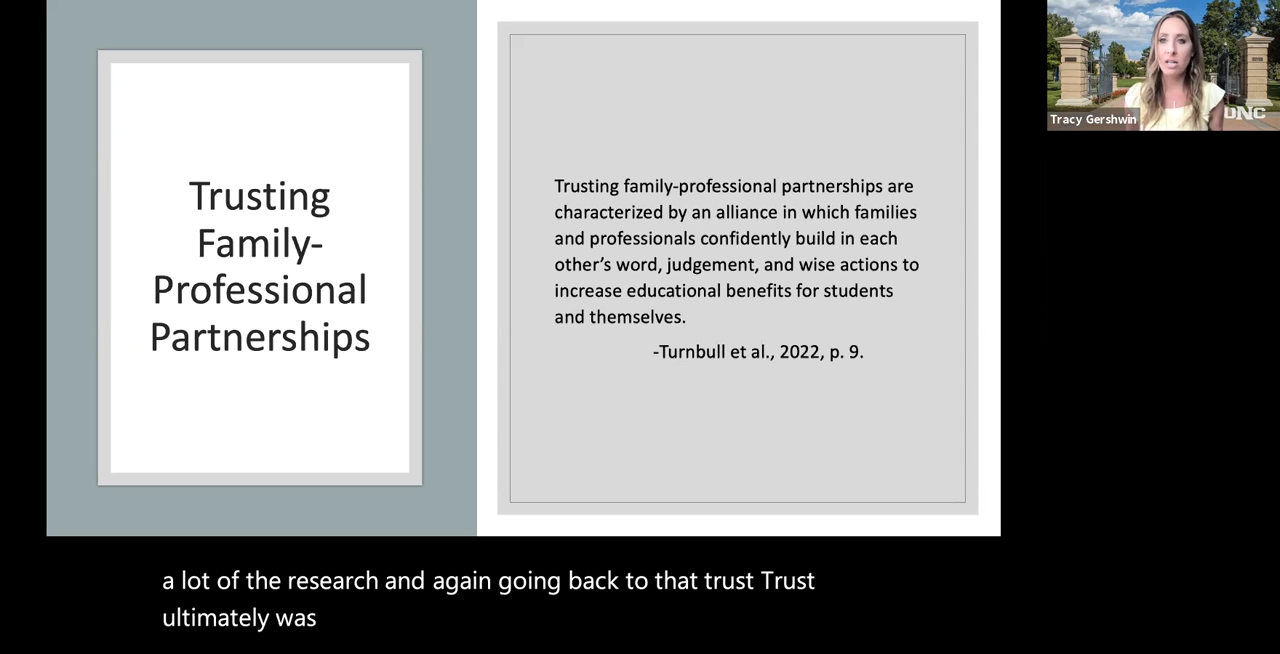 Trusting
Family-
Professional
Partnerships
Trusting family-professional partnerships are
characterized by an alliance in which families
and professionals confidently build in each
other's word, judgement, and wise actions to
increase educational benefits for students
and themselves.
-Turnbull et al., 2022, p. 9.
Tracy Gershwin
UNC
a lot of the research and again going back to that trust Trust
ultimately was